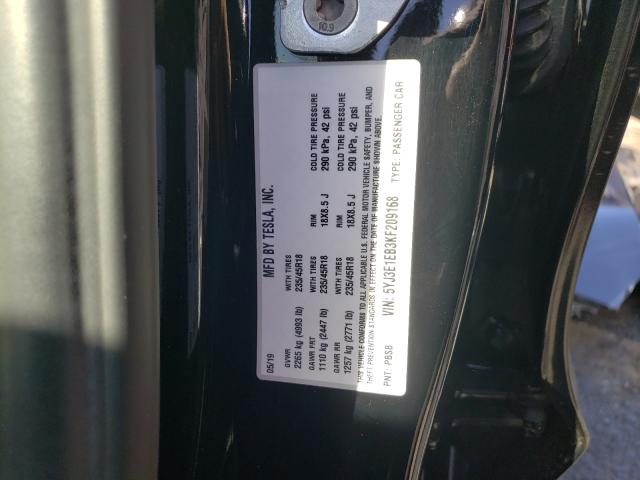 10.9
MFD BY TESLA, INC.
05/19
GVWR WITH TIRES RIM COLD TIRE PRESSURE
2265 kg (4993 lb) 235/45R18 18X8.5 J 290 kPa, 42 psi
GAWR FRT WITH TIRES RIM COLD TIRE PRESSURE
1110 kg (2447 lb) 235/45R18 18X8.5 J 290 kPa, 42 psi
GAWR RR
1257 kg (2771 lb) 235/45R18 18X8.5 J
THIS VEHICLE CONFORMS TO ALL APPLICABLE U.S. FEDERAL MOTOR VEHICLE SAFETY, BUMPER, AND
THEFT PREVENTION STANDARDS IN EFFECT ON THE DATE OF MANUFACTURE SHOWN ABOVE.
VIN: 5YJ3E1EB3KF209168 TYPE: PASSENGER CAR
PNT: PBSB